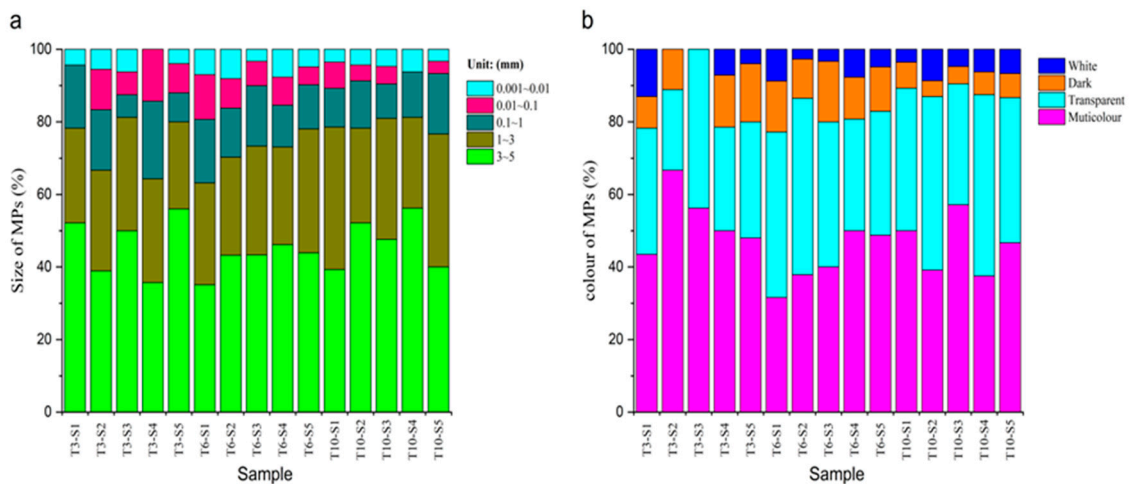 a
Size of MPs (%)
100
80
60
40
20
0
T3-S1
T3-S2
T3-S3
T3-S4
T3-S5
T6-S1
T6-S2
T6-S3
T6-S4
T6-S5
T10-S1
T10-S2
T10-S3
T10-S4
T10-S5
Sample
Unit: (mm)
0.001~0.01
0.01~0.1
0.1~1
1~3
3~5
b
colour of MPs (%)
100
80
60
40
20
0
T3-S1
T3-S2
T3-S3
T3-S4
T3-S5
T6-S1
T6-S2
T6-S3
T6-S4
T6-S5
T10-S1
T10-S2
T10-S3
T10-S4
T10-S5
Sample
White
Dark
Transparent
Muticolour